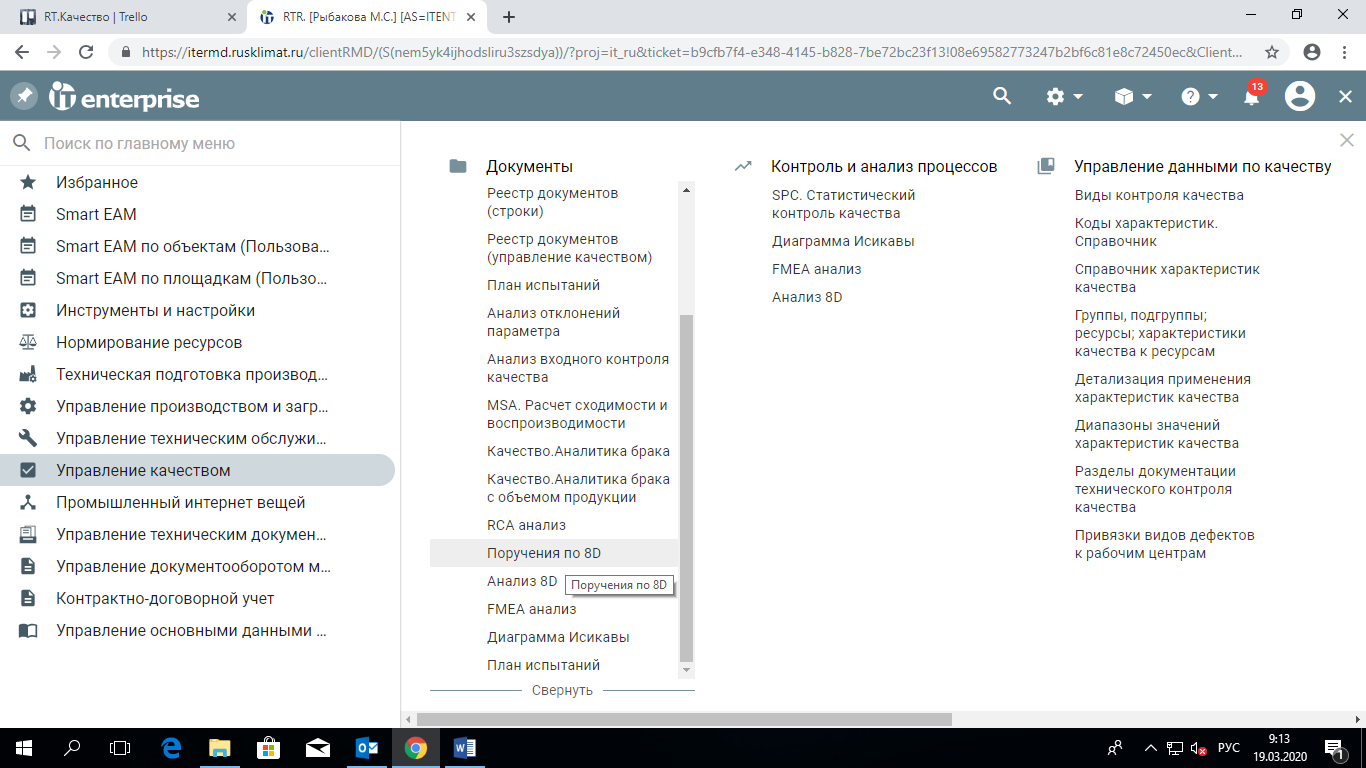 RT.Качество | Trello
RTR. [Рыбакова М.С.] [AS=ITENT
https://itermd.rusklimat.ru/clientRMD/(S(nem5yk4ijhodsliru3szsdya))/?proj=it_ru&ticket=b9cfb7f4-e348-4145-b828-7be72bc23f13!08e69582773247b2bf6c81e8c72450ec&Client...
it enterprise
13
Поиск по главному меню
Избранное
Smart EAM
Smart EAM по объектам (Пользова...
Smart EAM по площадкам (Пользо...
Инструменты и настройки
Нормирование ресурсов
Техническая подготовка производ...
Управление производством и загр...
Управление техническим обслужи...
Управление качеством
Промышленный интернет вещей
Управление техническим докумен...
Управление документооборотом м...
Контрактно-договорной учет
Управление основными данными ...
Документы
Реестр документов
(строки)
Реестр документов
(управление качеством)
План испытаний
Анализ отклонений
параметра
Анализ входного контроля
качества
MSA. Расчет сходимости и
воспроизводимости
Качество.Аналитика брака
Качество.Аналитика брака
с объемом продукции
RCA анализ
Поручения по 8D
Анализ 8D
Поручения по 8D
FMEA анализ
Диаграмма Исикавы
План испытаний
Свернуть
Контроль и анализ процессов
SPC. Статистический
контроль качества
Диаграмма Исикавы
FMEA анализ
Анализ 8D
Управление данными по качеству
Виды контроля качества
Коды характеристик.
Справочник
Справочник характеристик
качества
Группы, подгруппы;
ресурсы; характеристики
качества к ресурсам
Детализация применения
характеристик качества
Диапазоны значений
характеристик качества
Разделы документации
технического контроля
качества
Привязки видов дефектов
к рабочим центрам
РУС
9:13
19.03.2020
1